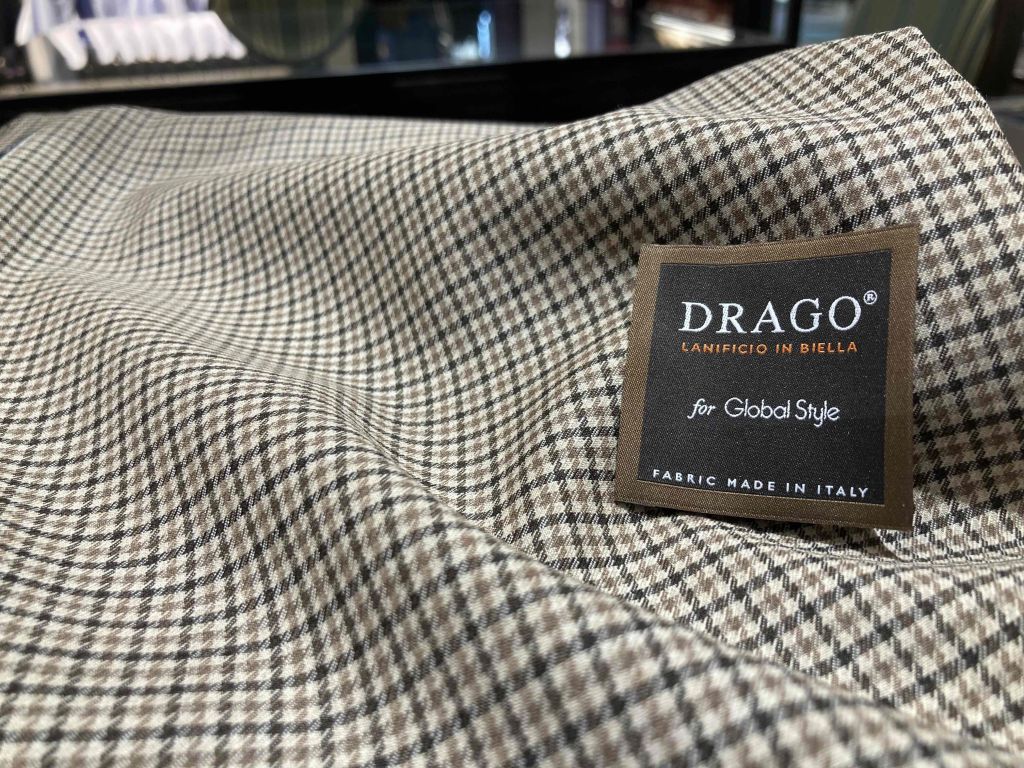 DRAGO®
LANIFICIO IN BIELLA
for Global Style
FABRIC MADE IN ITALY